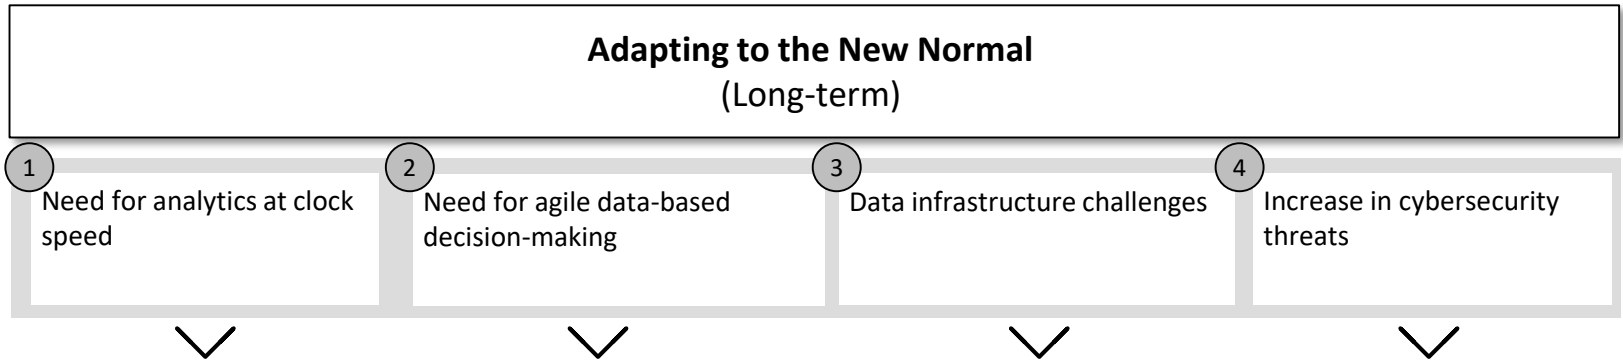 Adapting to the New Normal
(Long-term)
1
Need for analytics at clock
speed
2
Need for agile data-based
decision-making
3
Data infrastructure challenges
4
Increase in cybersecurity
threats